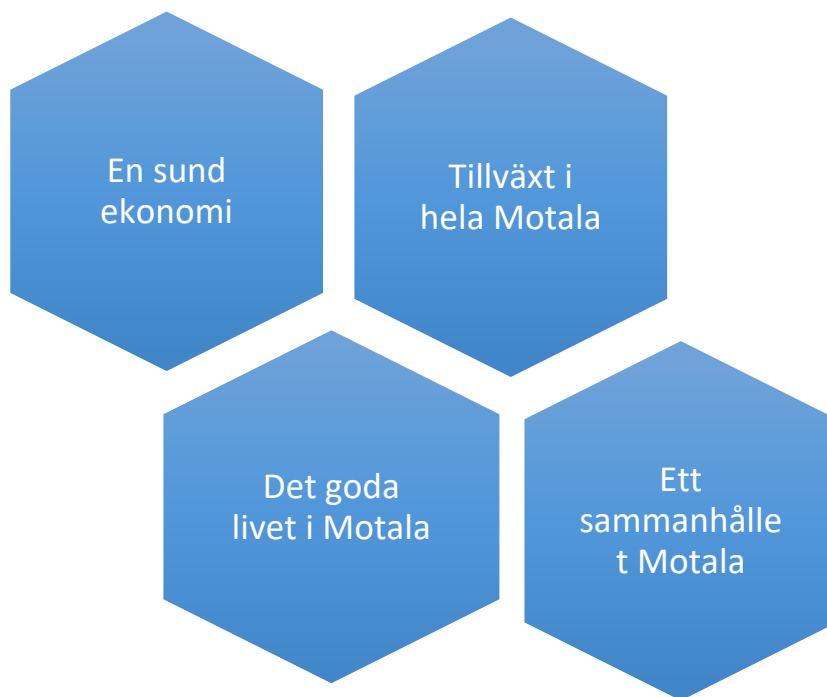 En sund
ekonomi
Tillväxt i
hela Motala
Det goda
livet i Motala
Ett
sammanhålle
t Motala